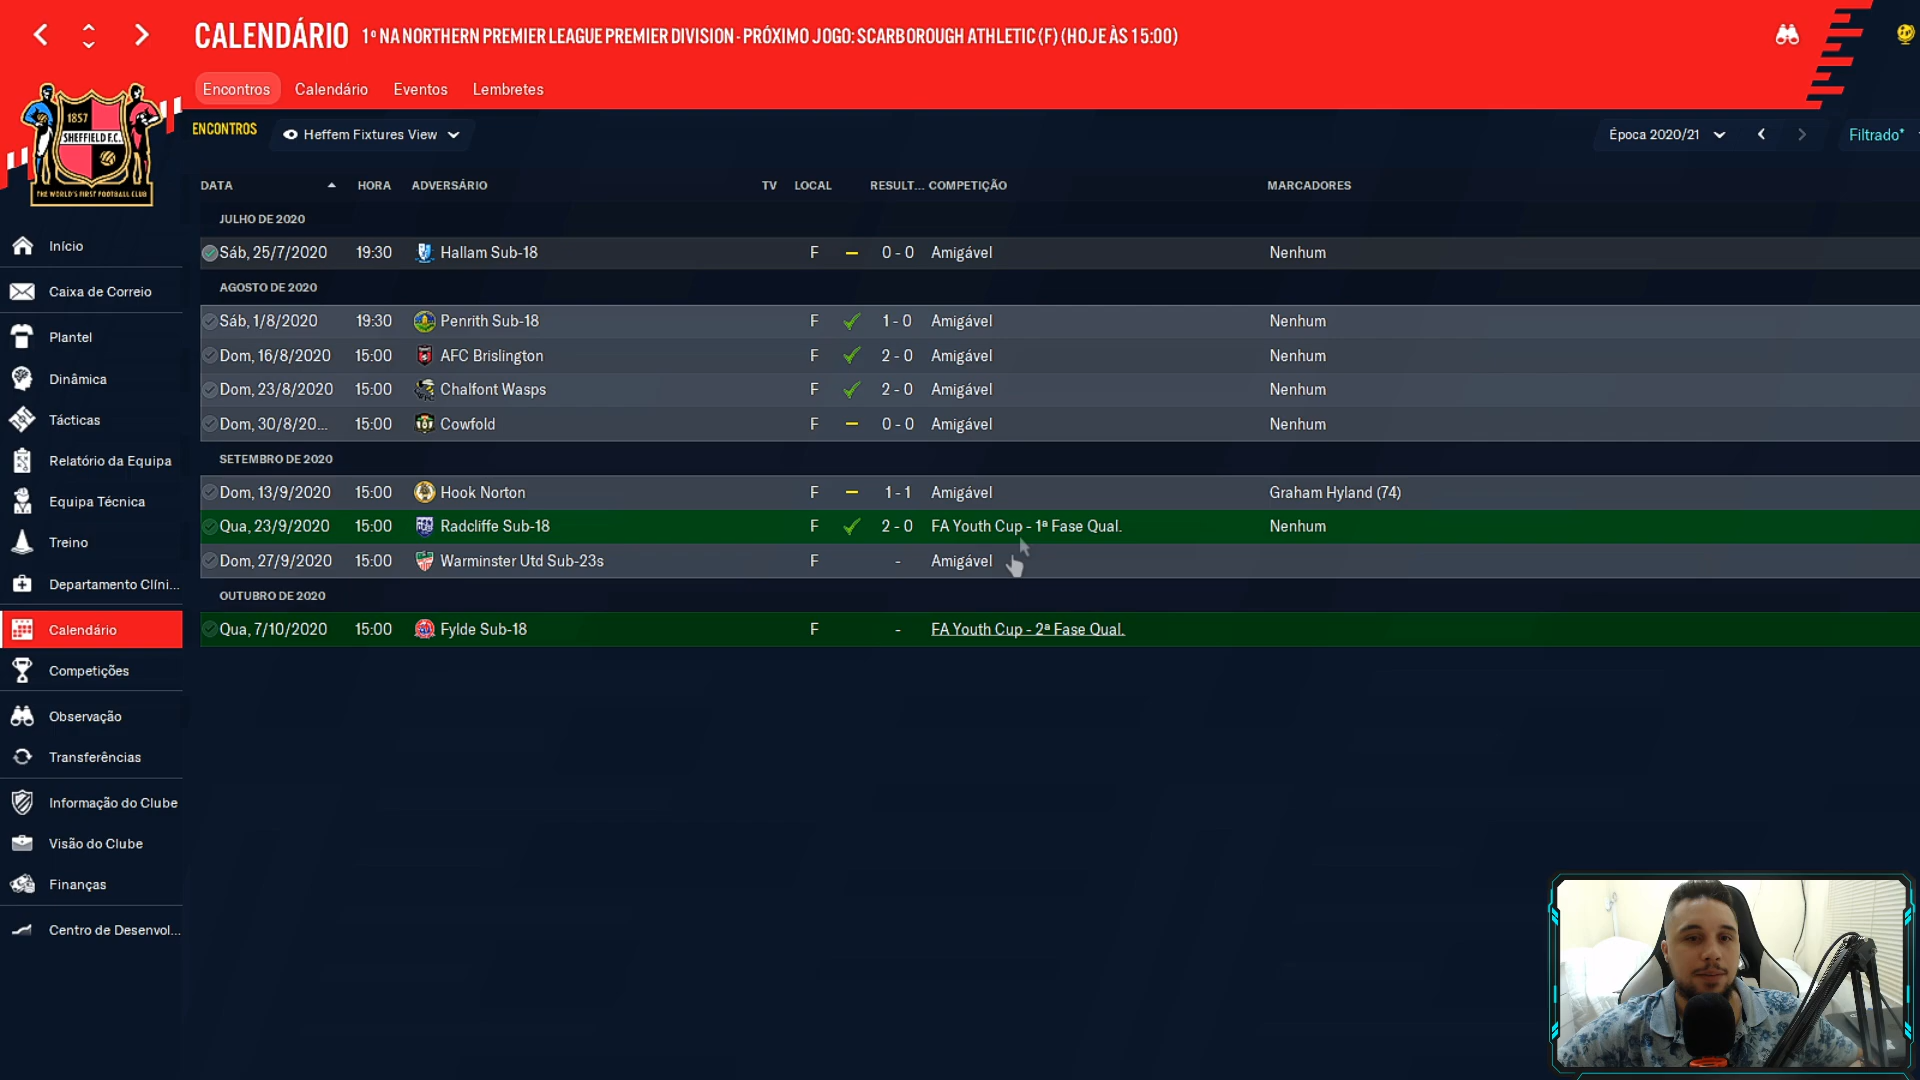 CALENDÁRIO 1º NA NORTHERN PREMIER LEAGUE PREMIER DIVISION - PRÓXIMO JOGO: SCARBOROUGH ATHLETIC (F) (HOJE ÀS 15:00)
Encontros Calendário Eventos Lembretes
1857
SHEFFIELD F.C.
THE WORLD'S FIRST FOOTBALL CLUB
ENCONTROS Heffem Fixtures View Época 2020/21 Filtrado*
DATA HORA ADVERSÁRIO TV LOCAL RESULT... COMPETIÇÃO MARCADORES
JULHO DE 2020
Sáb, 25/7/2020 19:30 Hallam Sub-18 F 0 - 0 Amigável Nenhum
AGOSTO DE 2020
Sáb, 1/8/2020 19:30 Penrith Sub-18 F 1 - 0 Amigável Nenhum
Dom, 16/8/2020 15:00 AFC Brislington F 2 - 0 Amigável Nenhum
Dom, 23/8/2020 15:00 Chalfont Wasps F 2 - 0 Amigável Nenhum
Dom, 30/8/20... 15:00 Cowfold F 0 - 0 Amigável Nenhum
SETEMBRO DE 2020
Dom, 13/9/2020 15:00 Hook Norton F 1 - 1 Amigável Graham Hyland (74)
Qua, 23/9/2020 15:00 Radcliffe Sub-18 F 2 - 0 FA Youth Cup - 1ª Fase Qual. Nenhum
Dom, 27/9/2020 15:00 Warminster Utd Sub-23s F - Amigável
OUTUBRO DE 2020
Qua, 7/10/2020 15:00 Fylde Sub-18 F - FA Youth Cup - 2ª Fase Qual.
Início
Caixa de Correio
Plantel
Dinâmica
Tácticas
Relatório da Equipa
Equipa Técnica
Treino
Departamento Clíni...
Calendário
Competições
Observação
Transferências
Informação do Clube
Visão do Clube
Finanças
Centro de Desenvol...